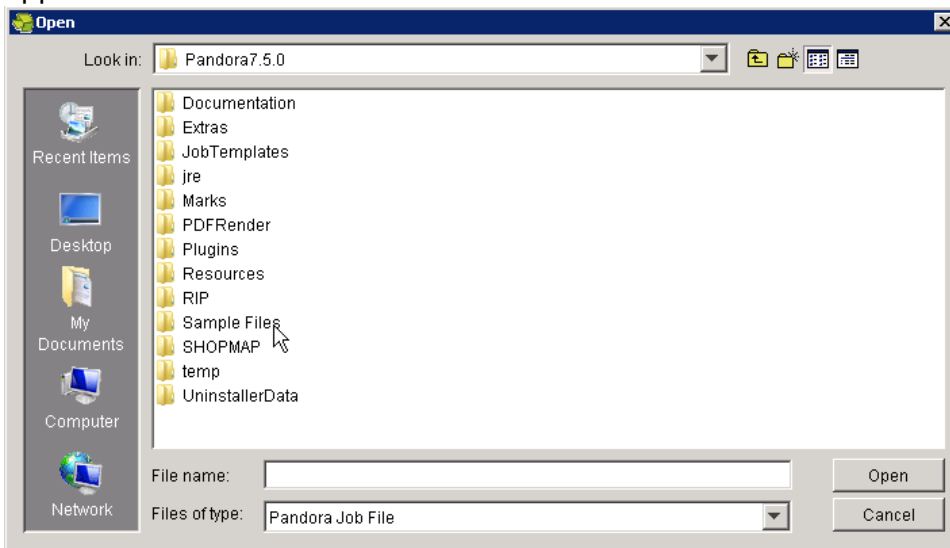 Open
Look in: Pandora7.5.0
Documentation
Extras
JobTemplates
jre
Marks
PDFRender
Plugins
Resources
RIP
Sample Files
SHOPMAP
temp
UninstallerData
Recent Items
Desktop
My
Documents
Computer
Network
File name:
Open
Files of type: Pandora Job File
Cancel